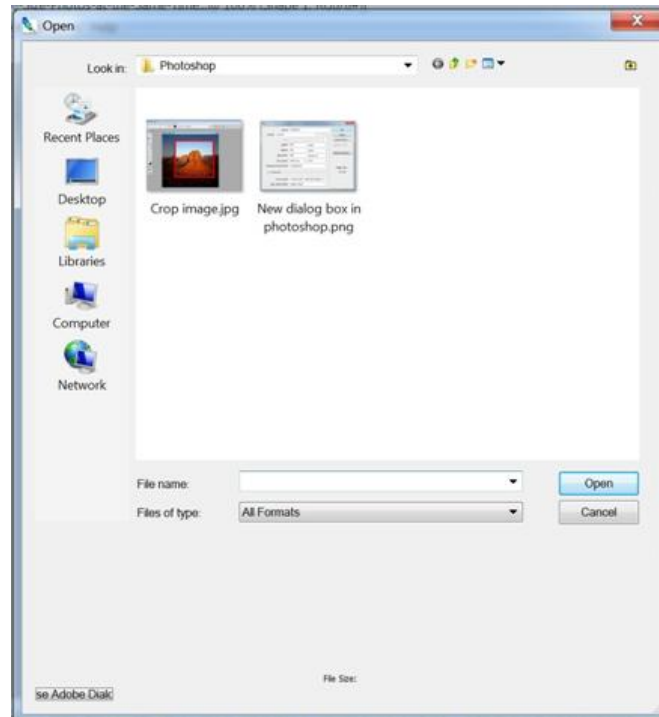 Open
Look in:
Photoshop
Recent Places
Desktop
Libraries
Computer
Network
Crop image.jpg
New dialog box in
photoshop.png
File name:
Open
Files of type:
All Formats
Cancel
File Size:
se Adobe Dialc